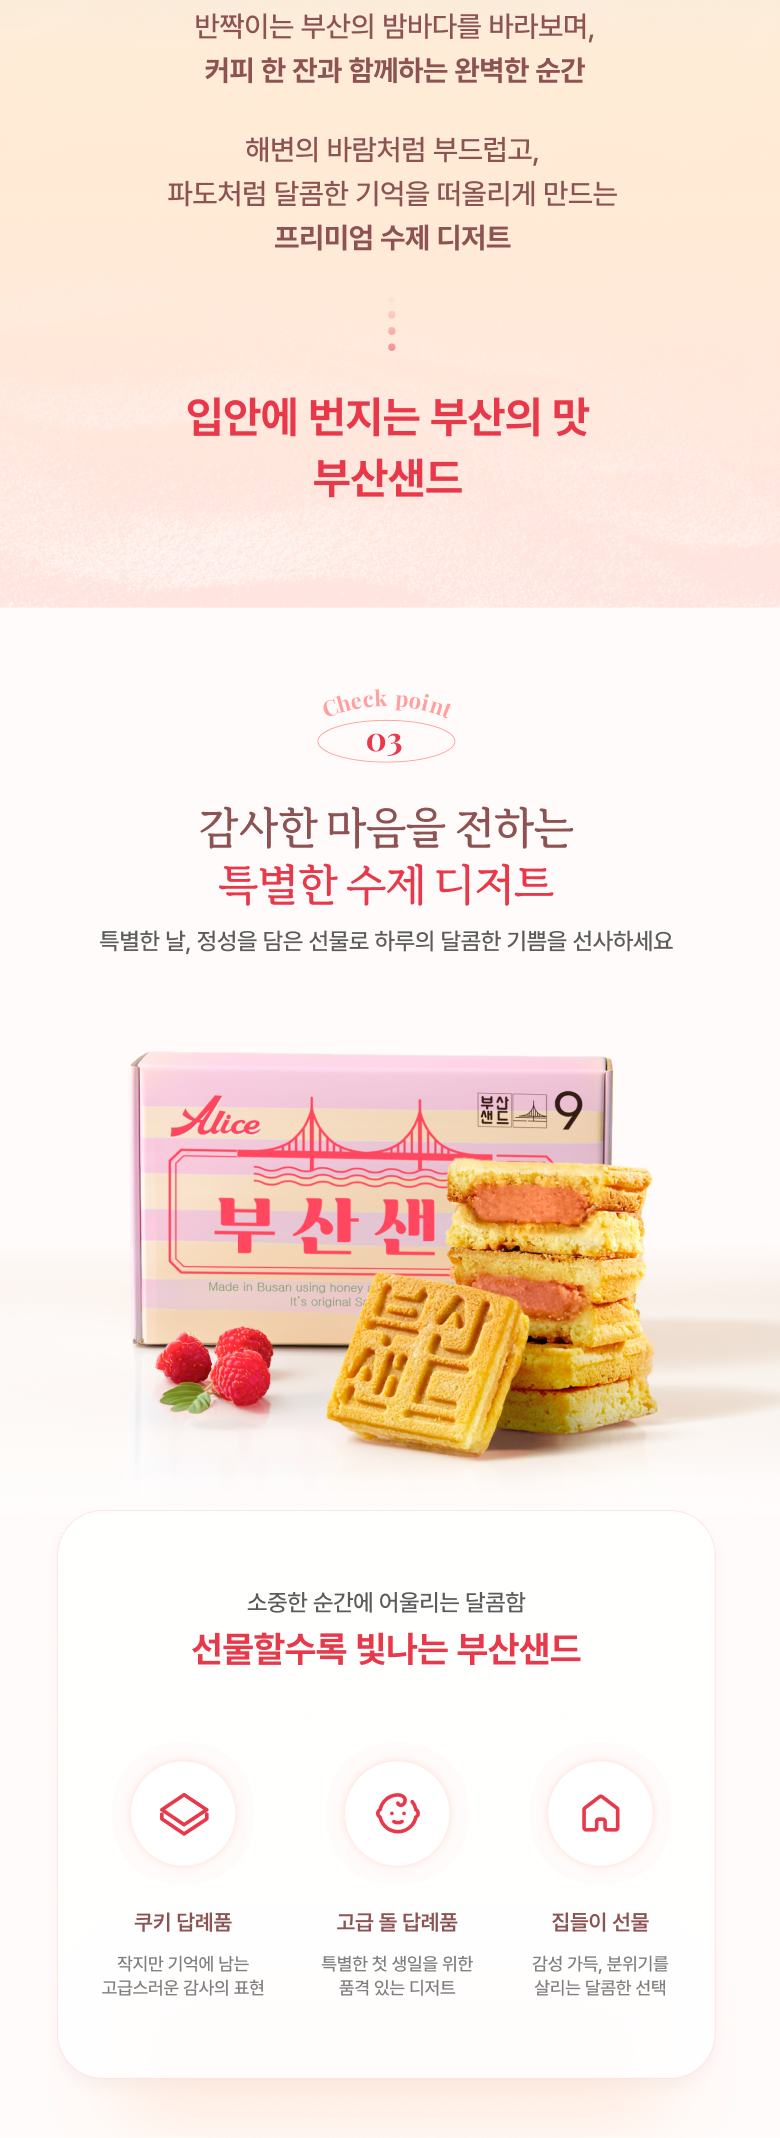 반짝이는 부산의 밤바다를 바라보며,
커피 한 잔과 함께하는 완벽한 순간
해변의 바람처럼 부드럽고,
파도처럼 달콤한 기억을 떠올리게 만드는
프리미엄 수제 디저트
입안에 번지는 부산의 맛
부산샌드
Check point
03
감사한 마음을 전하는
특별한 수제 디저트
특별한 날, 정성을 담은 선물로 하루의 달콤한 기쁨을 선사하세요
Alice
부산
샌드
9
부산샌
Made in Busan using honey
It's original
부산
샌드
소중한 순간에 어울리는 달콤함
선물할수록 빛나는 부산샌드
쿠키 답례품
작지만 기억에 남는
고급스러운 감사의 표현
고급 돌 답례품
특별한 첫 생일을 위한
품격 있는 디저트
집들이 선물
감성 가득, 분위기를
살리는 달콤한 선택